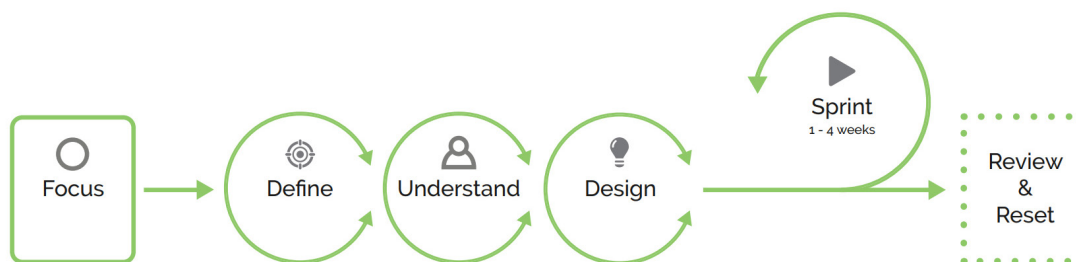 Focus
Define
Understand
Design
Sprint
1 - 4 weeks
Review
&
Reset